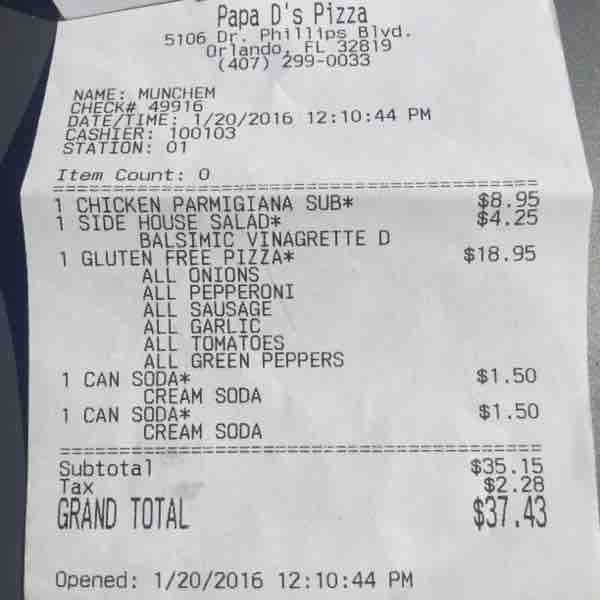 Papa D's Pizza
5106 Dr. Phillips Blvd.
Orlando, FL 32819
(407) 299-0033
NAME: MUNCHEM
CHECK# 49916
DATE/TIME: 1/20/2016 12:10:44 PM
CASHIER: 100103
STATION: 01
Item Count: 0
========================================
1 CHICKEN PARMIGIANA SUB* $8.95
1 SIDE HOUSE SALAD* $4.25
BALSIMIC VINAGRETTE D
1 GLUTEN FREE PIZZA* $18.95
ALL ONIONS
ALL PEPPERONI
ALL SAUSAGE
ALL GARLIC
ALL TOMATOES
ALL GREEN PEPPERS
1 CAN SODA* $1.50
CREAM SODA
1 CAN SODA* $1.50
CREAM SODA
========================================
Subtotal $35.15
Tax $2.28
GRAND TOTAL $37.43
Opened: 1/20/2016 12:10:44 PM